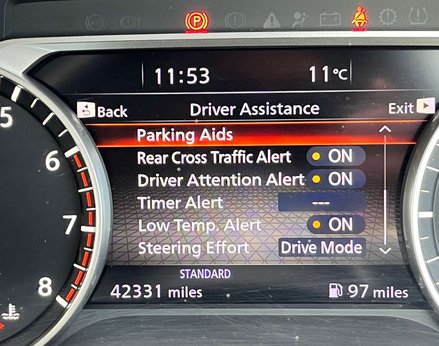 P
11:53 11°C
Back Driver Assistance Exit
Parking Aids
Rear Cross Traffic Alert ON
Driver Attention Alert ON
Timer Alert ---
Low Temp. Alert ON
Steering Effort Drive Mode
STANDARD
42331 miles 97 miles
5
6
7
8